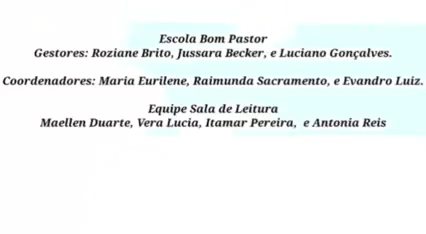 Escola Bom Pastor
Gestores: Roziane Brito, Jussara Becker, e Luciano Gonçalves.
Coordenadores: Maria Eurilene, Raimunda Sacramento, e Evandro Luiz.
Equipe Sala de Leitura
Maellen Duarte, Vera Lucia, Itamar Pereira, e Antonia Reis